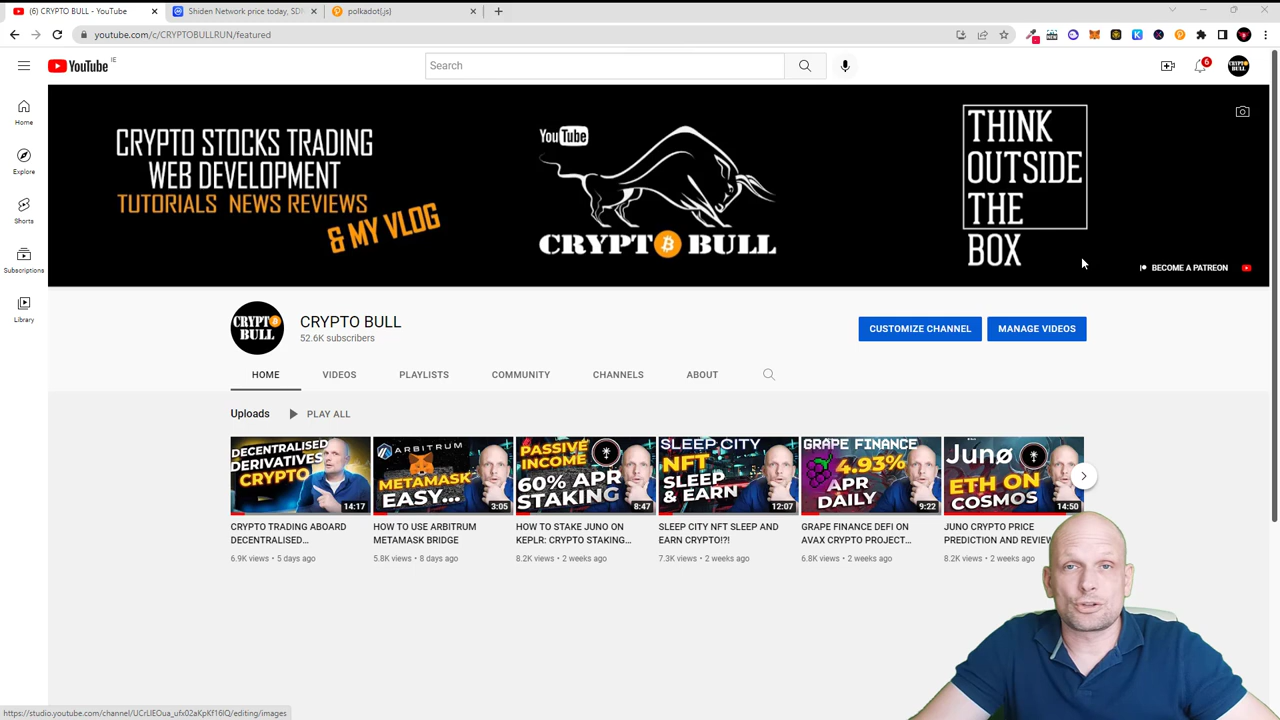 (6) CRYPTO BULL - YouTube
Shiden Network price today, SDN
polkadot{.js}
youtube.com/c/CRYPTOBULLRUN/featured
YouTube IE
Search
6
CRYPTO BULL
Home
Explore
Shorts
Subscriptions
Library
CRYPTO STOCKS TRADING
WEB DEVELOPMENT
TUTORIALS NEWS REVIEWS
& MY VLOG
YouTube
CRYPTO BULL
THINK
OUTSIDE
THE
BOX
BECOME A PATREON
CRYPTO
BULL
CRYPTO BULL
52.6K subscribers
CUSTOMIZE CHANNEL
MANAGE VIDEOS
HOME
VIDEOS
PLAYLISTS
COMMUNITY
CHANNELS
ABOUT
Uploads
PLAY ALL
DECENTRALISED
DERIVATIVES
CRYPTO
14:17
CRYPTO TRADING ABOARD
DECENTRALISED...
6.9K views • 5 days ago
ARBITRUM
METAMASK
EASY...
3:05
HOW TO USE ARBITRUM
METAMASK BRIDGE
5.8K views • 8 days ago
PASSIVE
INCOME
60% APR
STAKING
8:47
HOW TO STAKE JUNO ON
KEPLR: CRYPTO STAKING...
8.2K views • 2 weeks ago
SLEEP CITY
NFT
SLEEP
& EARN
12:07
SLEEP CITY NFT SLEEP AND
EARN CRYPTO!?!
7.3K views • 2 weeks ago
GRAPE FINANCE
4.93%
APR
DAILY
9:22
GRAPE FINANCE DEFI ON
AVAX CRYPTO PROJECT...
6.8K views • 2 weeks ago
Junø
ETH ON
COSMOS
14:50
JUNO CRYPTO PRICE
PREDICTION AND REVIEW
8.2K views • 2 weeks ago